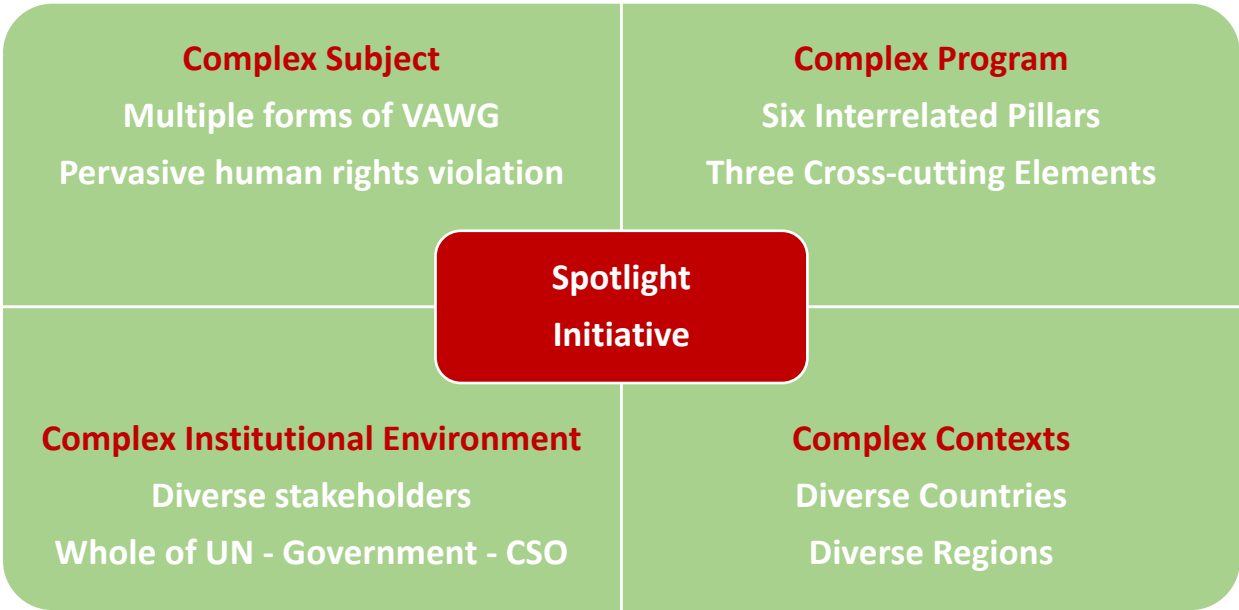 Complex Subject
Multiple forms of VAWG
Pervasive human rights violation
Complex Program
Six Interrelated Pillars
Three Cross-cutting Elements
Spotlight
Initiative
Complex Institutional Environment
Diverse stakeholders
Whole of UN - Government - CSO
Complex Contexts
Diverse Countries
Diverse Regions